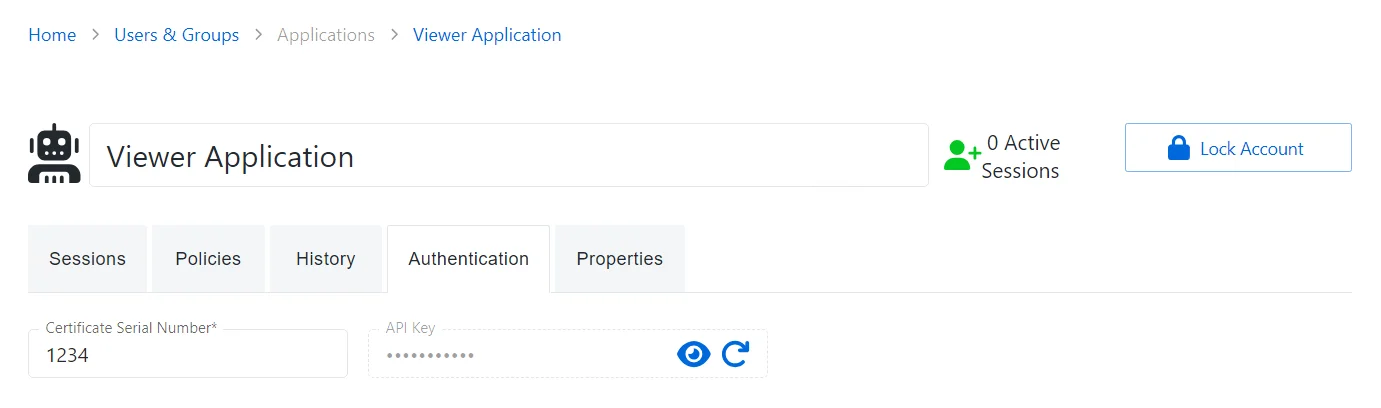 Home > Users & Groups > Applications > Viewer Application
Viewer Application
0 Active
Sessions
Lock Account
Sessions Policies History Authentication Properties
Certificate Serial Number* API Key
1234 •••••••••••